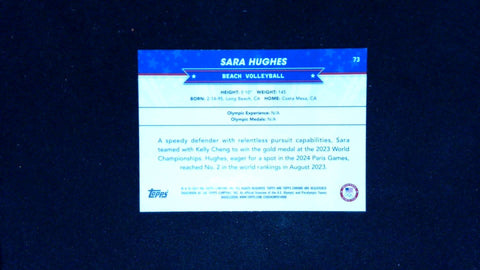 SARA HUGHES
73
BEACH VOLLEYBALL
HEIGHT: 5'10" WEIGHT: 145
BORN: 2-14-95, Long Beach, CA HOME: Costa Mesa, CA
Olympic Experience: N/A
Olympic Medals: N/A
A speedy defender with relentless pursuit capabilities, Sara
teamed with Kelly Cheng to win the gold medal at the 2023 World
Championships. Hughes, eager for a spot in the 2024 Paris Games,
reached No. 2 in the world rankings in August 2023.
Topps